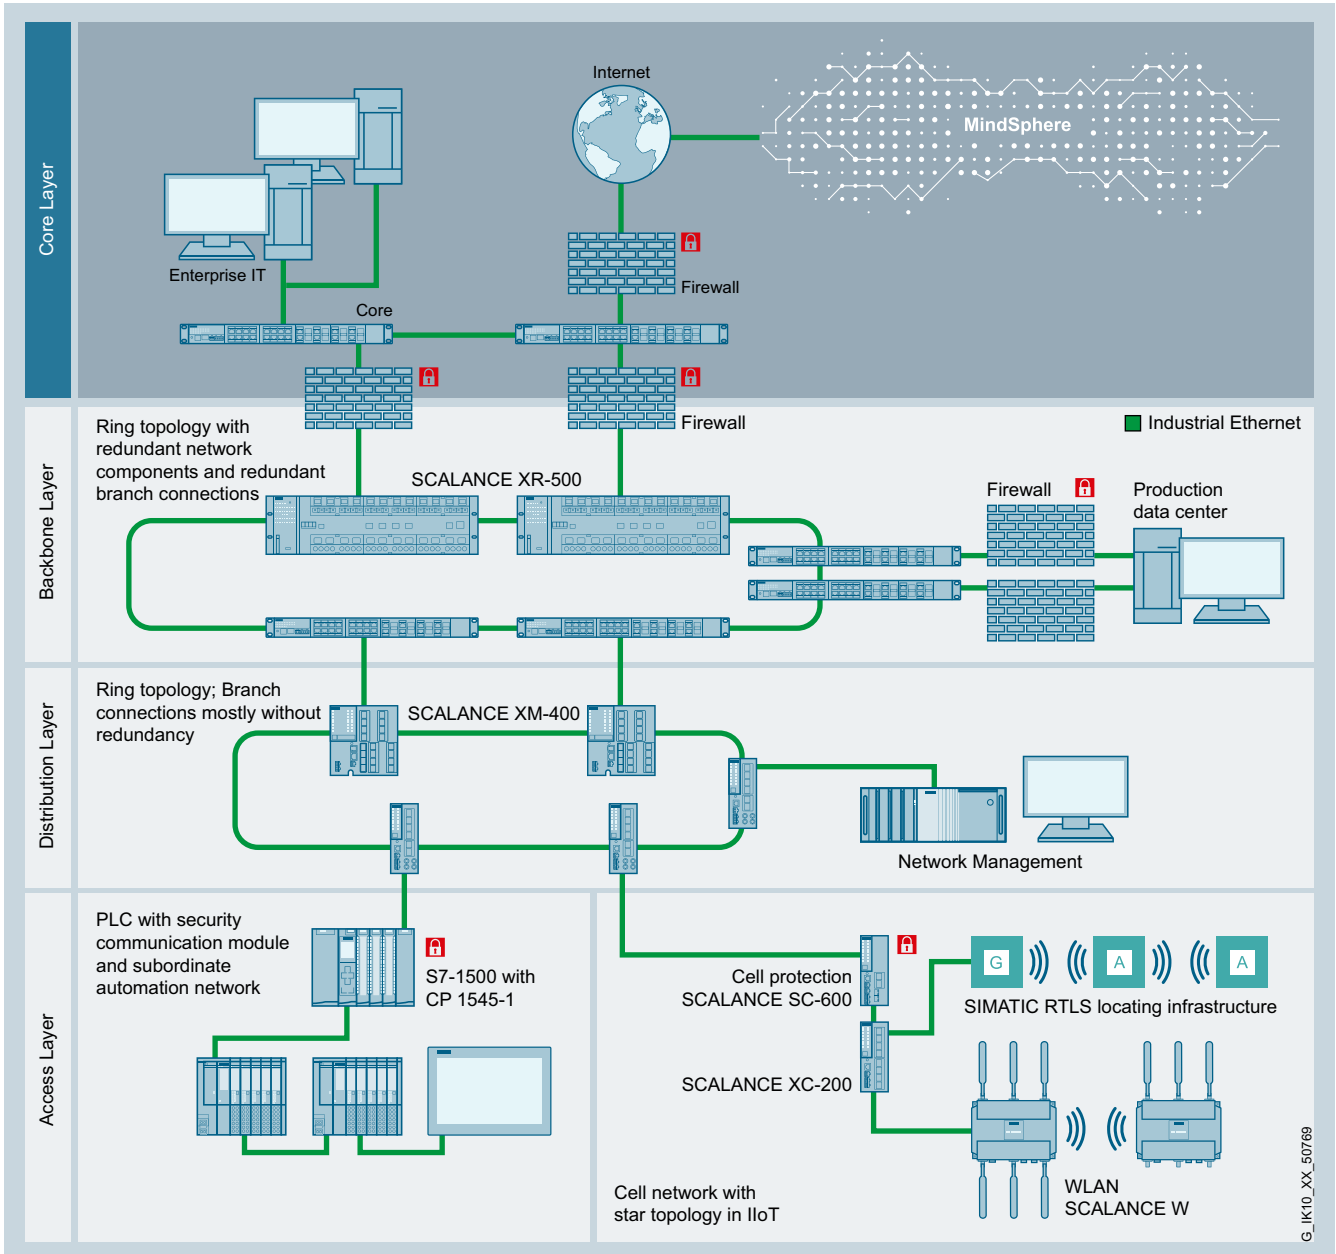 Core Layer
Internet
MindSphere
Enterprise IT
Firewall
Core
Firewall
Backbone Layer
Ring topology with
redundant network
components and redundant
branch connections
SCALANCE XR-500
Industrial Ethernet
Firewall
Production
data center
Distribution Layer
Ring topology; Branch
connections mostly without
redundancy
SCALANCE XM-400
Network Management
Access Layer
PLC with security
communication module
and subordinate
automation network
S7-1500 with
CP 1545-1
Cell protection
SCALANCE SC-600
G
A
A
SIMATIC RTLS locating infrastructure
SCALANCE XC-200
WLAN
SCALANCE W
Cell network with
star topology in IIoT
G_IK10_XX_50769